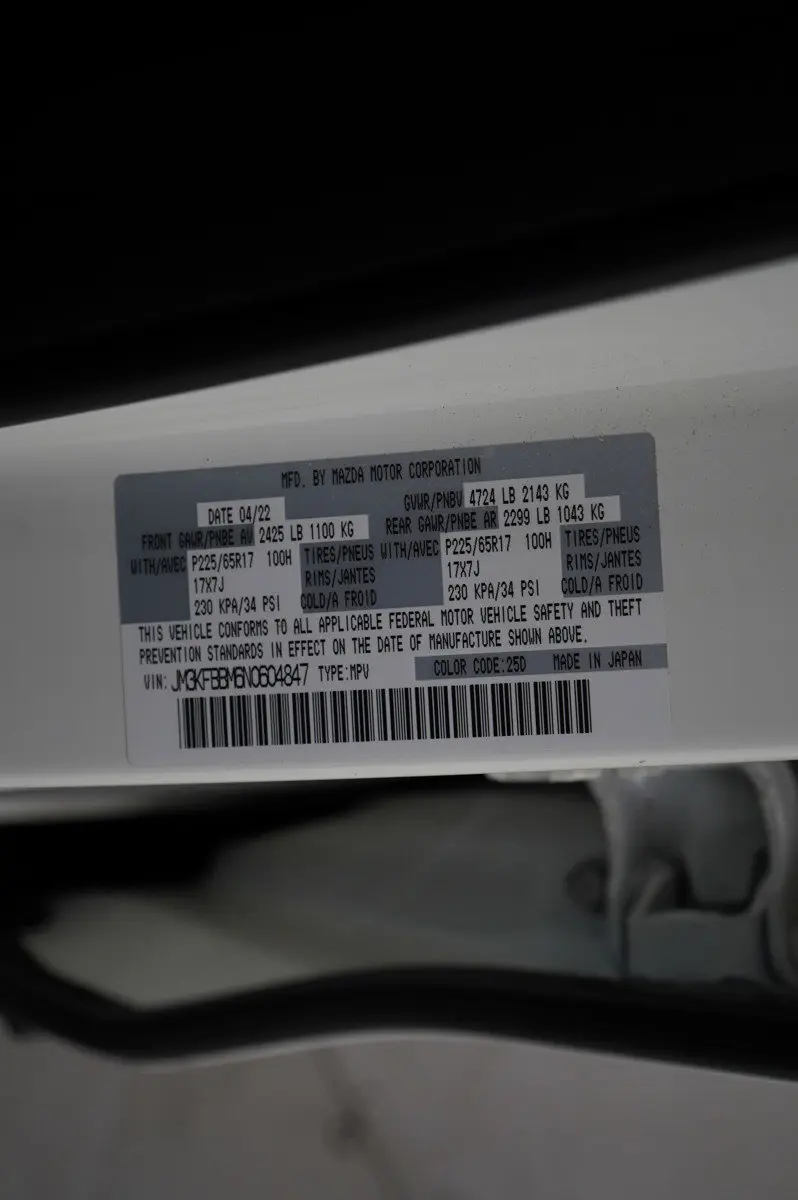 MFD. BY MAZDA MOTOR CORPORATION
DATE 04/22 GVWR/PNBV 4724 LB 2143 KG
FRONT GAWR/PNBE AV 2425 LB 1100 KG REAR GAWR/PNBE AR 2299 LB 1043 KG
WITH/AVEC P225/65R17 100H TIRES/PNEUS WITH/AVEC P225/65R17 100H TIRES/PNEUS
17X7J RIMS/JANTES 17X7J RIMS/JANTES
230 KPA/34 PSI COLD/A FROID 230 KPA/34 PSI COLD/A FROID
THIS VEHICLE CONFORMS TO ALL APPLICABLE FEDERAL MOTOR VEHICLE SAFETY AND THEFT
PREVENTION STANDARDS IN EFFECT ON THE DATE OF MANUFACTURE SHOWN ABOVE.
VIN: JM3KFBBM6N0604847 TYPE:MPV COLOR CODE:25D MADE IN JAPAN